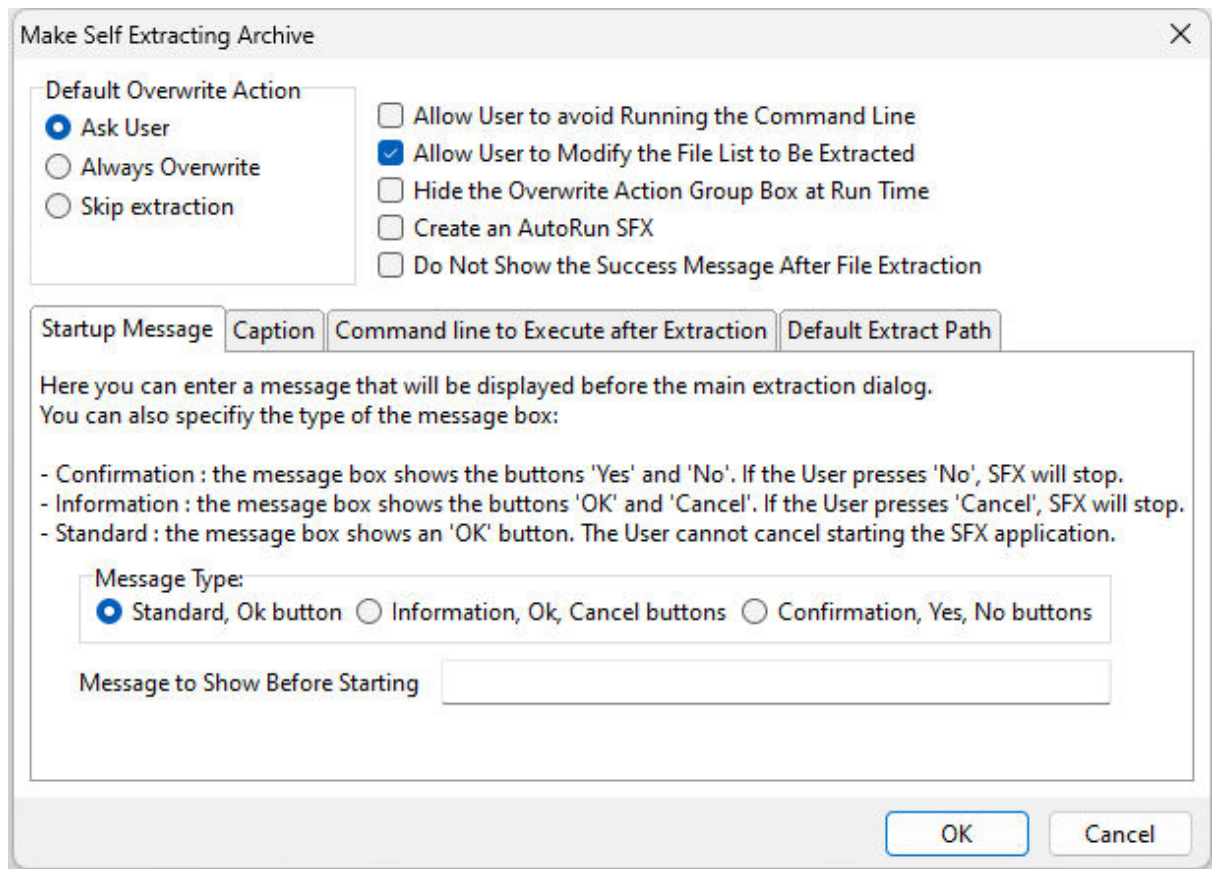 Make Self Extracting Archive
Default Overwrite Action
Ask User
Always Overwrite
Skip extraction
Allow User to avoid Running the Command Line
Allow User to Modify the File List to Be Extracted
Hide the Overwrite Action Group Box at Run Time
Create an AutoRun SFX
Do Not Show the Success Message After File Extraction
Startup Message Caption Command line to Execute after Extraction Default Extract Path
Here you can enter a message that will be displayed before the main extraction dialog.
You can also specifiy the type of the message box:
- Confirmation : the message box shows the buttons 'Yes' and 'No'. If the User presses 'No', SFX will stop.
- Information : the message box shows the buttons 'OK' and 'Cancel'. If the User presses 'Cancel', SFX will stop.
- Standard : the message box shows an 'OK' button. The User cannot cancel starting the SFX application.
Message Type:
Standard, Ok button Information, Ok, Cancel buttons Confirmation, Yes, No buttons
Message to Show Before Starting
OK Cancel